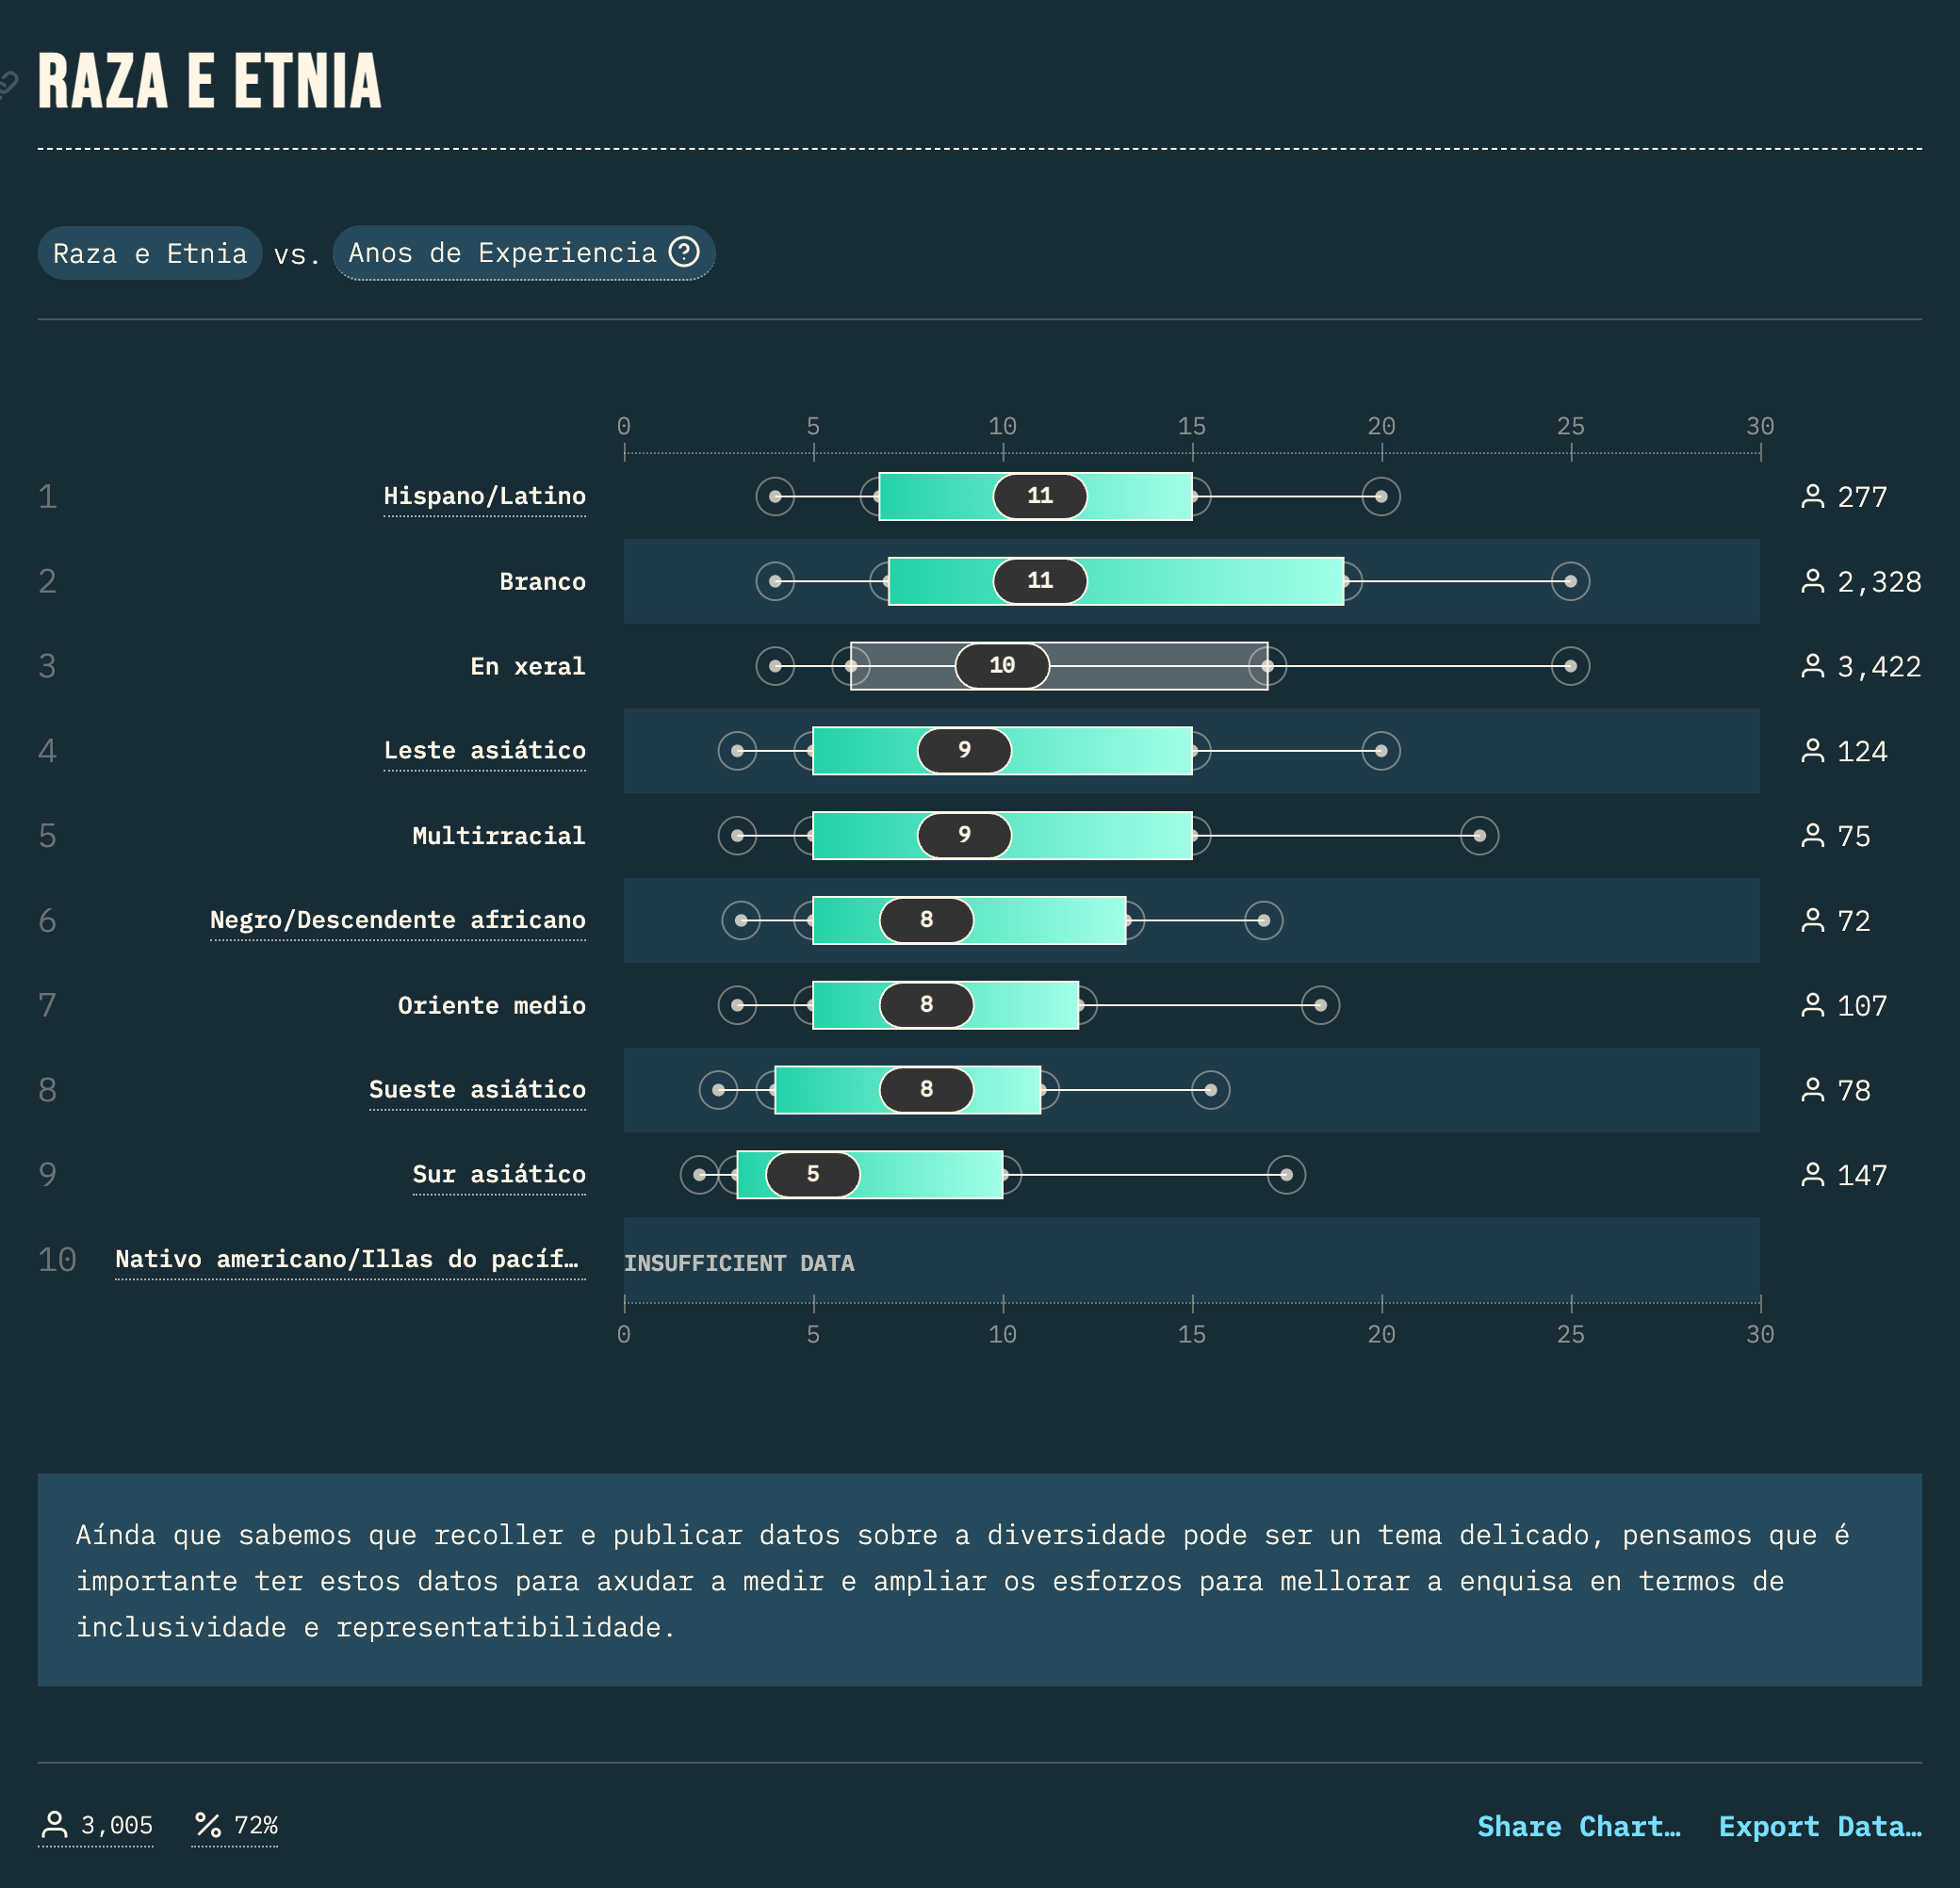 RAZA E ETNIA
Raza e Etnia vs. Anos de Experiencia ?
0 5 10 15 20 25 30
1 Hispano/Latino 11 277
2 Branco 11 2,328
3 En xeral 10 3,422
4 Leste asiático 9 124
5 Multirracial 9 75
6 Negro/Descendente africano 8 72
7 Oriente medio 8 107
8 Sueste asiático 8 78
9 Sur asiático 5 147
10 Nativo americano/Illas do pacíf… INSUFFICIENT DATA
0 5 10 15 20 25 30
Aínda que sabemos que recoller e publicar datos sobre a diversidade pode ser un tema delicado, pensamos que é
importante ter estos datos para axudar a medir e ampliar os esforzos para mellorar a enquisa en termos de
inclusividade e representatibilidade.
3,005 % 72% Share Chart… Export Data…